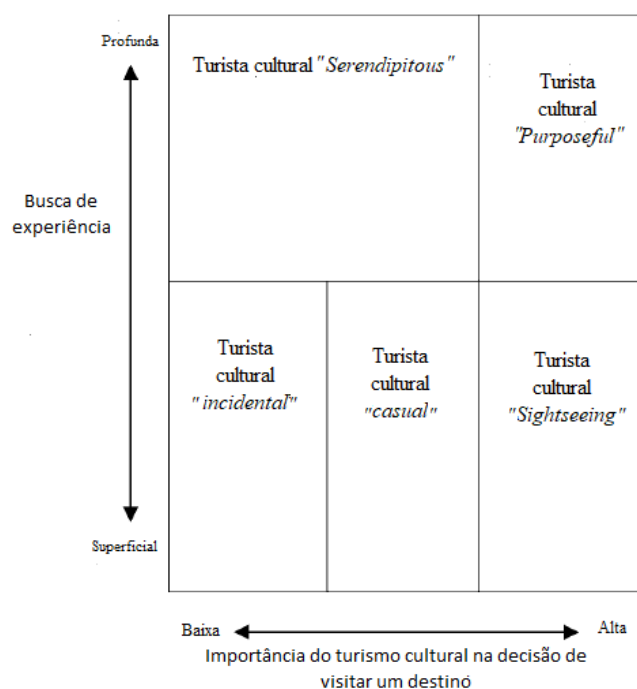 Profunda
Turista cultural "Serendipitous"
Turista
cultural
"Purposeful"
Busca de
experiência
Turista
cultural
"incidental"
Turista
cultural
"casual"
Turista
cultural
"Sightseeing"
Superficial
Baixa
Alta
Importância do turismo cultural na decisão de
visitar um destino